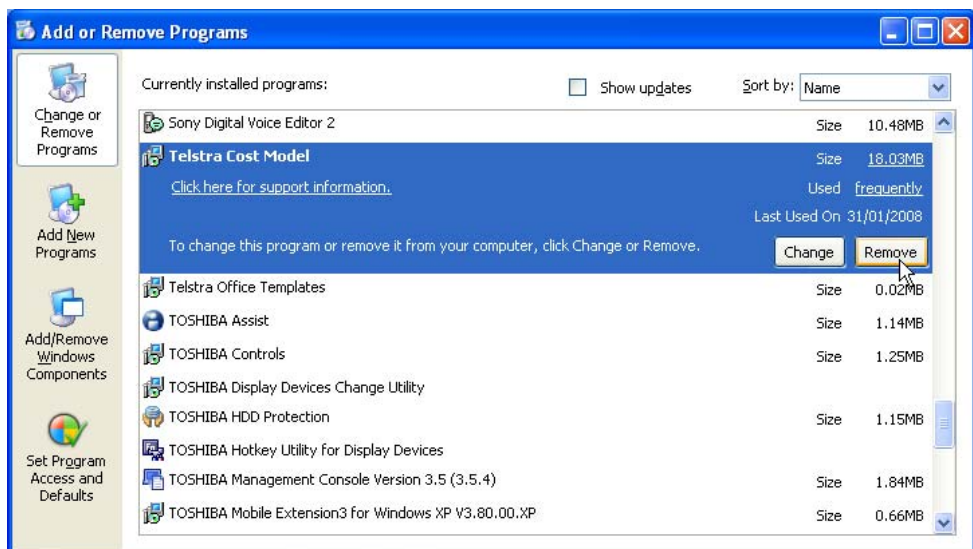 Add or Remove Programs
Change or
Remove
Programs
Add New
Programs
Add/Remove
Windows
Components
Set Program
Access and
Defaults
Currently installed programs:
Show updates
Sort by: Name
Sony Digital Voice Editor 2 Size 10.48MB
Telstra Cost Model Size 18.03MB
Click here for support information. Used frequently
Last Used On 31/01/2008
To change this program or remove it from your computer, click Change or Remove. Change Remove
Telstra Office Templates Size 0.02MB
TOSHIBA Assist Size 1.14MB
TOSHIBA Controls Size 1.25MB
TOSHIBA Display Devices Change Utility
TOSHIBA HDD Protection Size 1.15MB
TOSHIBA Hotkey Utility for Display Devices
TOSHIBA Management Console Version 3.5 (3.5.4) Size 1.84MB
TOSHIBA Mobile Extension3 for Windows XP V3.80.00.XP Size 0.66MB